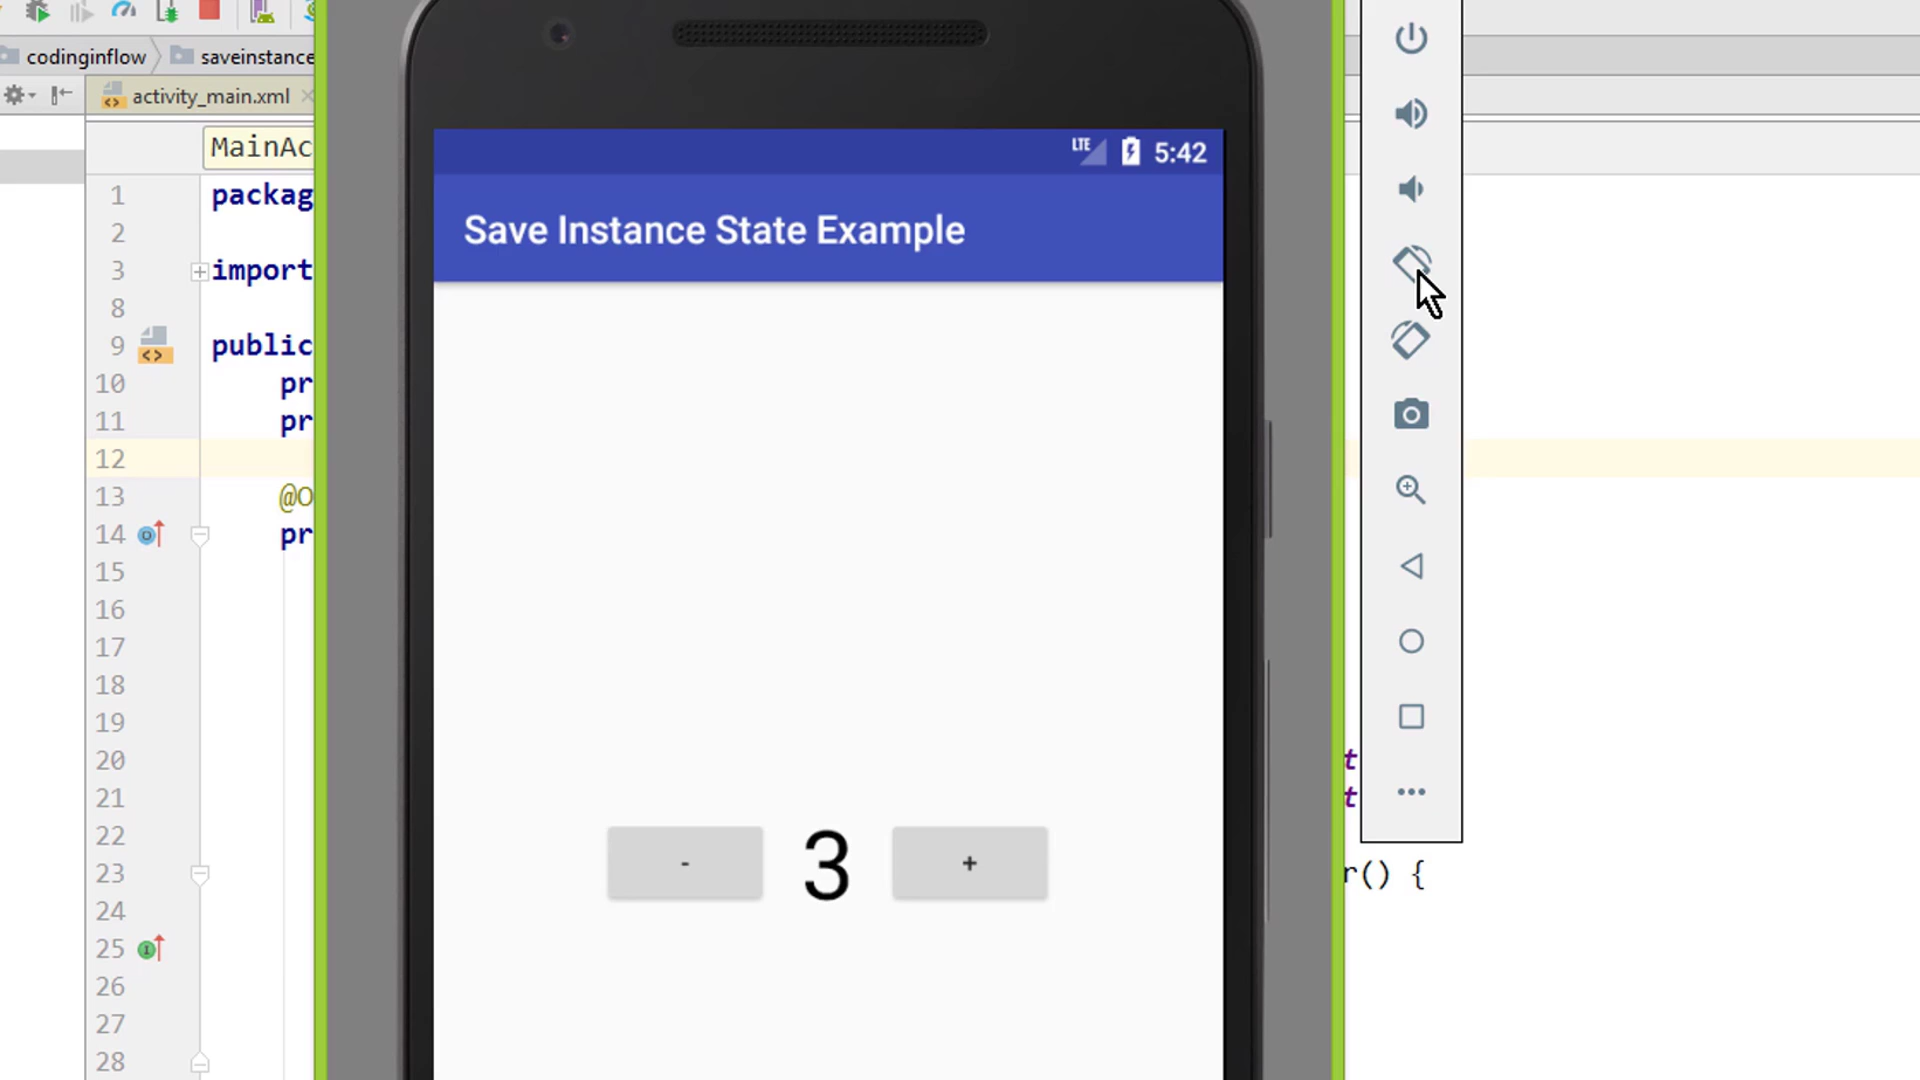 codinginflow saveinstance
activity_main.xml
MainAc
1 packag
2
3 import
8
9 public
10 pr
11 pr
12
13 @O
14 pr
15
16
17
18
19
20 t
21 t
22
23 r() {
24
25
26
27
28
LTE 5:42
Save Instance State Example
- 3 +